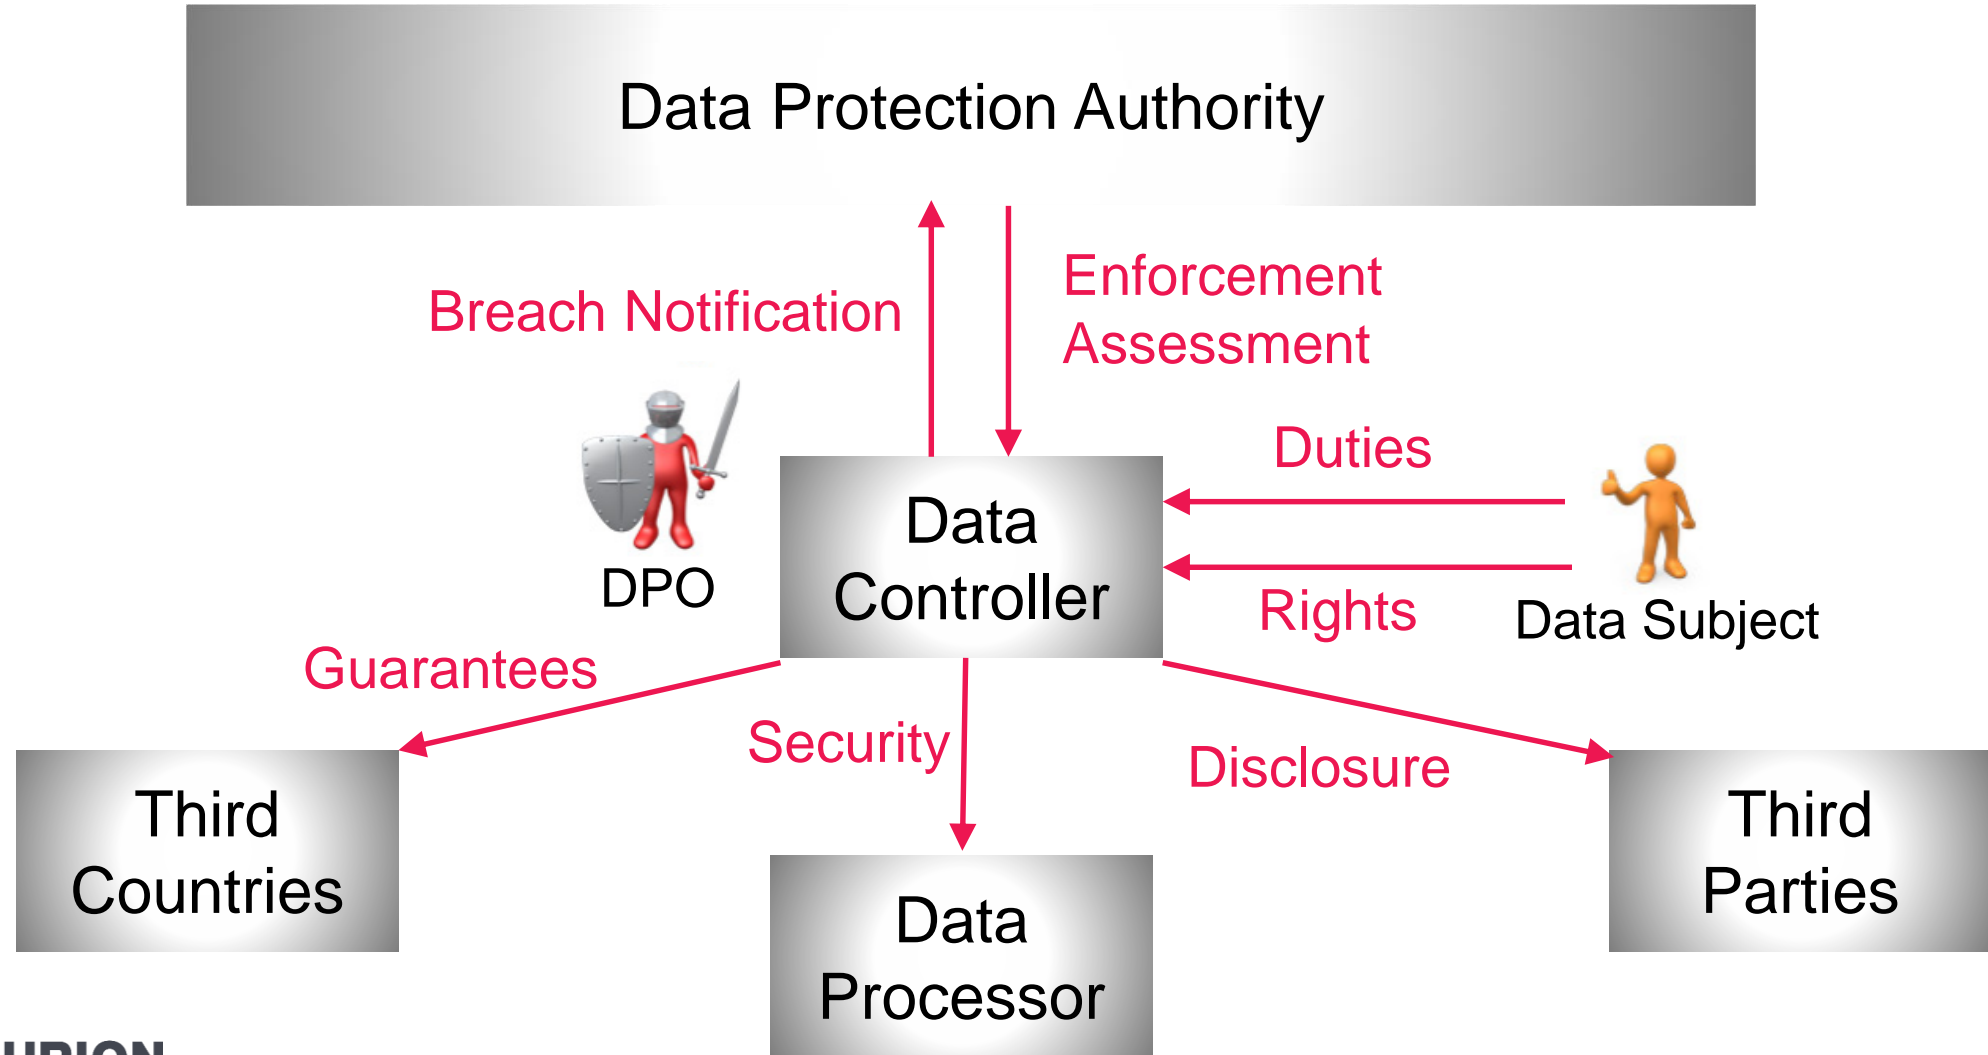 Data Protection Authority
Breach Notification
Enforcement
Assessment
Duties
Data
Controller
DPO
Rights
Data Subject
Guarantees
Security
Disclosure
Third
Countries
Third
Parties
Data
Processor